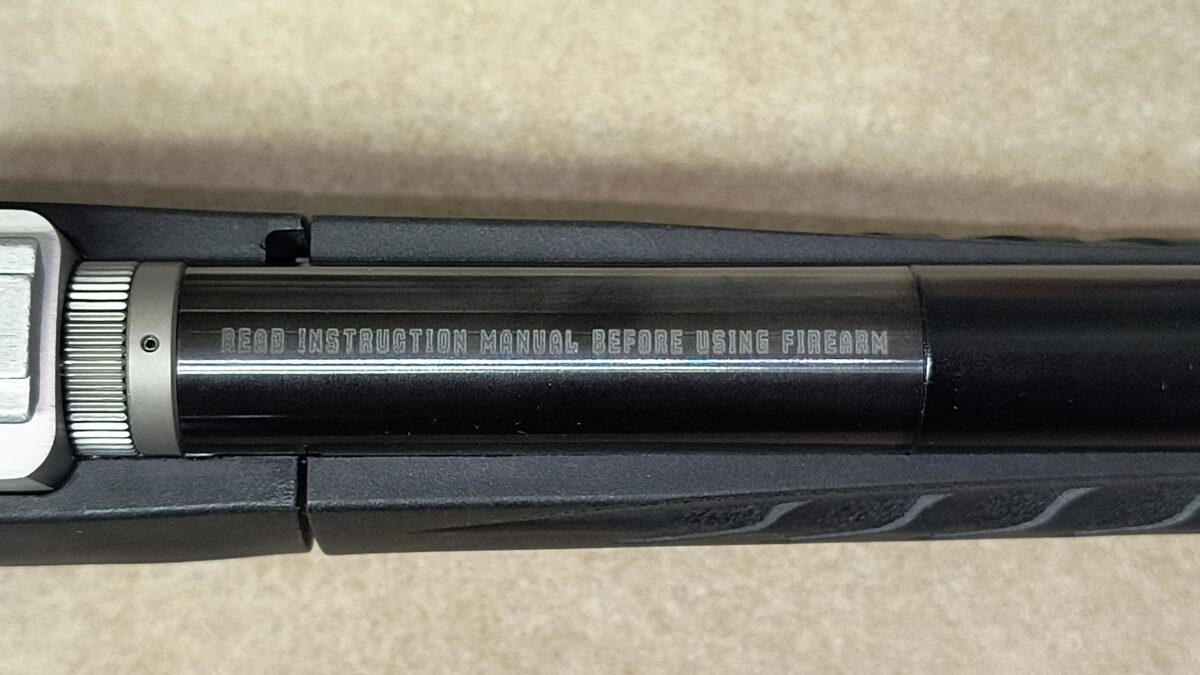 READ INSTRUCTION MANUAL BEFORE USING FIREARM